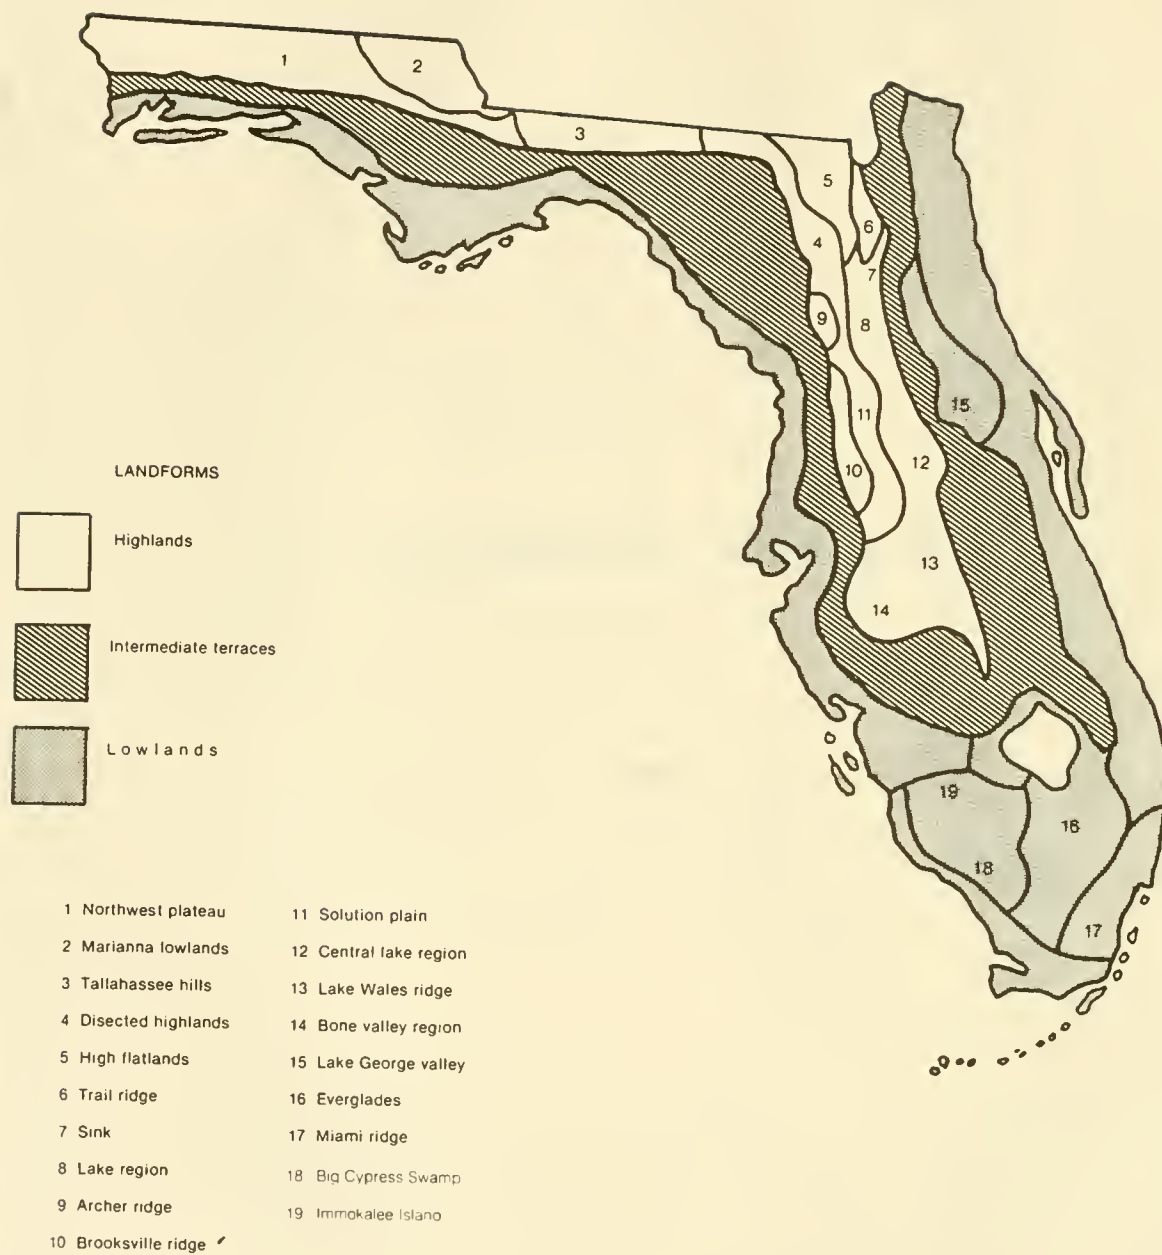 1
2
3
5
6
4
7
9
8
15
11
12
10
13
14
19
16
18
17
LANDFORMS
Highlands
Intermediate terraces
Lowlands
1 Northwest plateau
2 Marianna lowlands
3 Tallahassee hills
4 Disected highlands
5 High flatlands
6 Trail ridge
7 Sink
8 Lake region
9 Archer ridge
10 Brooksville ridge
11 Solution plain
12 Central lake region
13 Lake Wales ridge
14 Bone valley region
15 Lake George valley
16 Everglades
17 Miami ridge
18 Big Cypress Swamp
19 Immokalee Islano